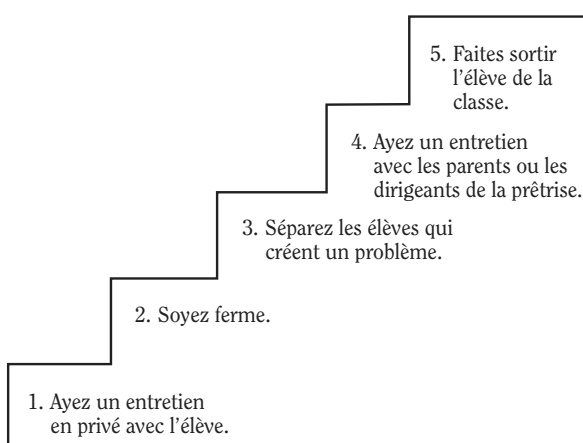 5. Faites sortir
l’élève de la
classe.
4. Ayez un entretien
avec les parents ou les
dirigeants de la prêtrise.
3. Séparez les élèves qui
créent un problème.
2. Soyez ferme.
1. Ayez un entretien
en privé avec l’élève.